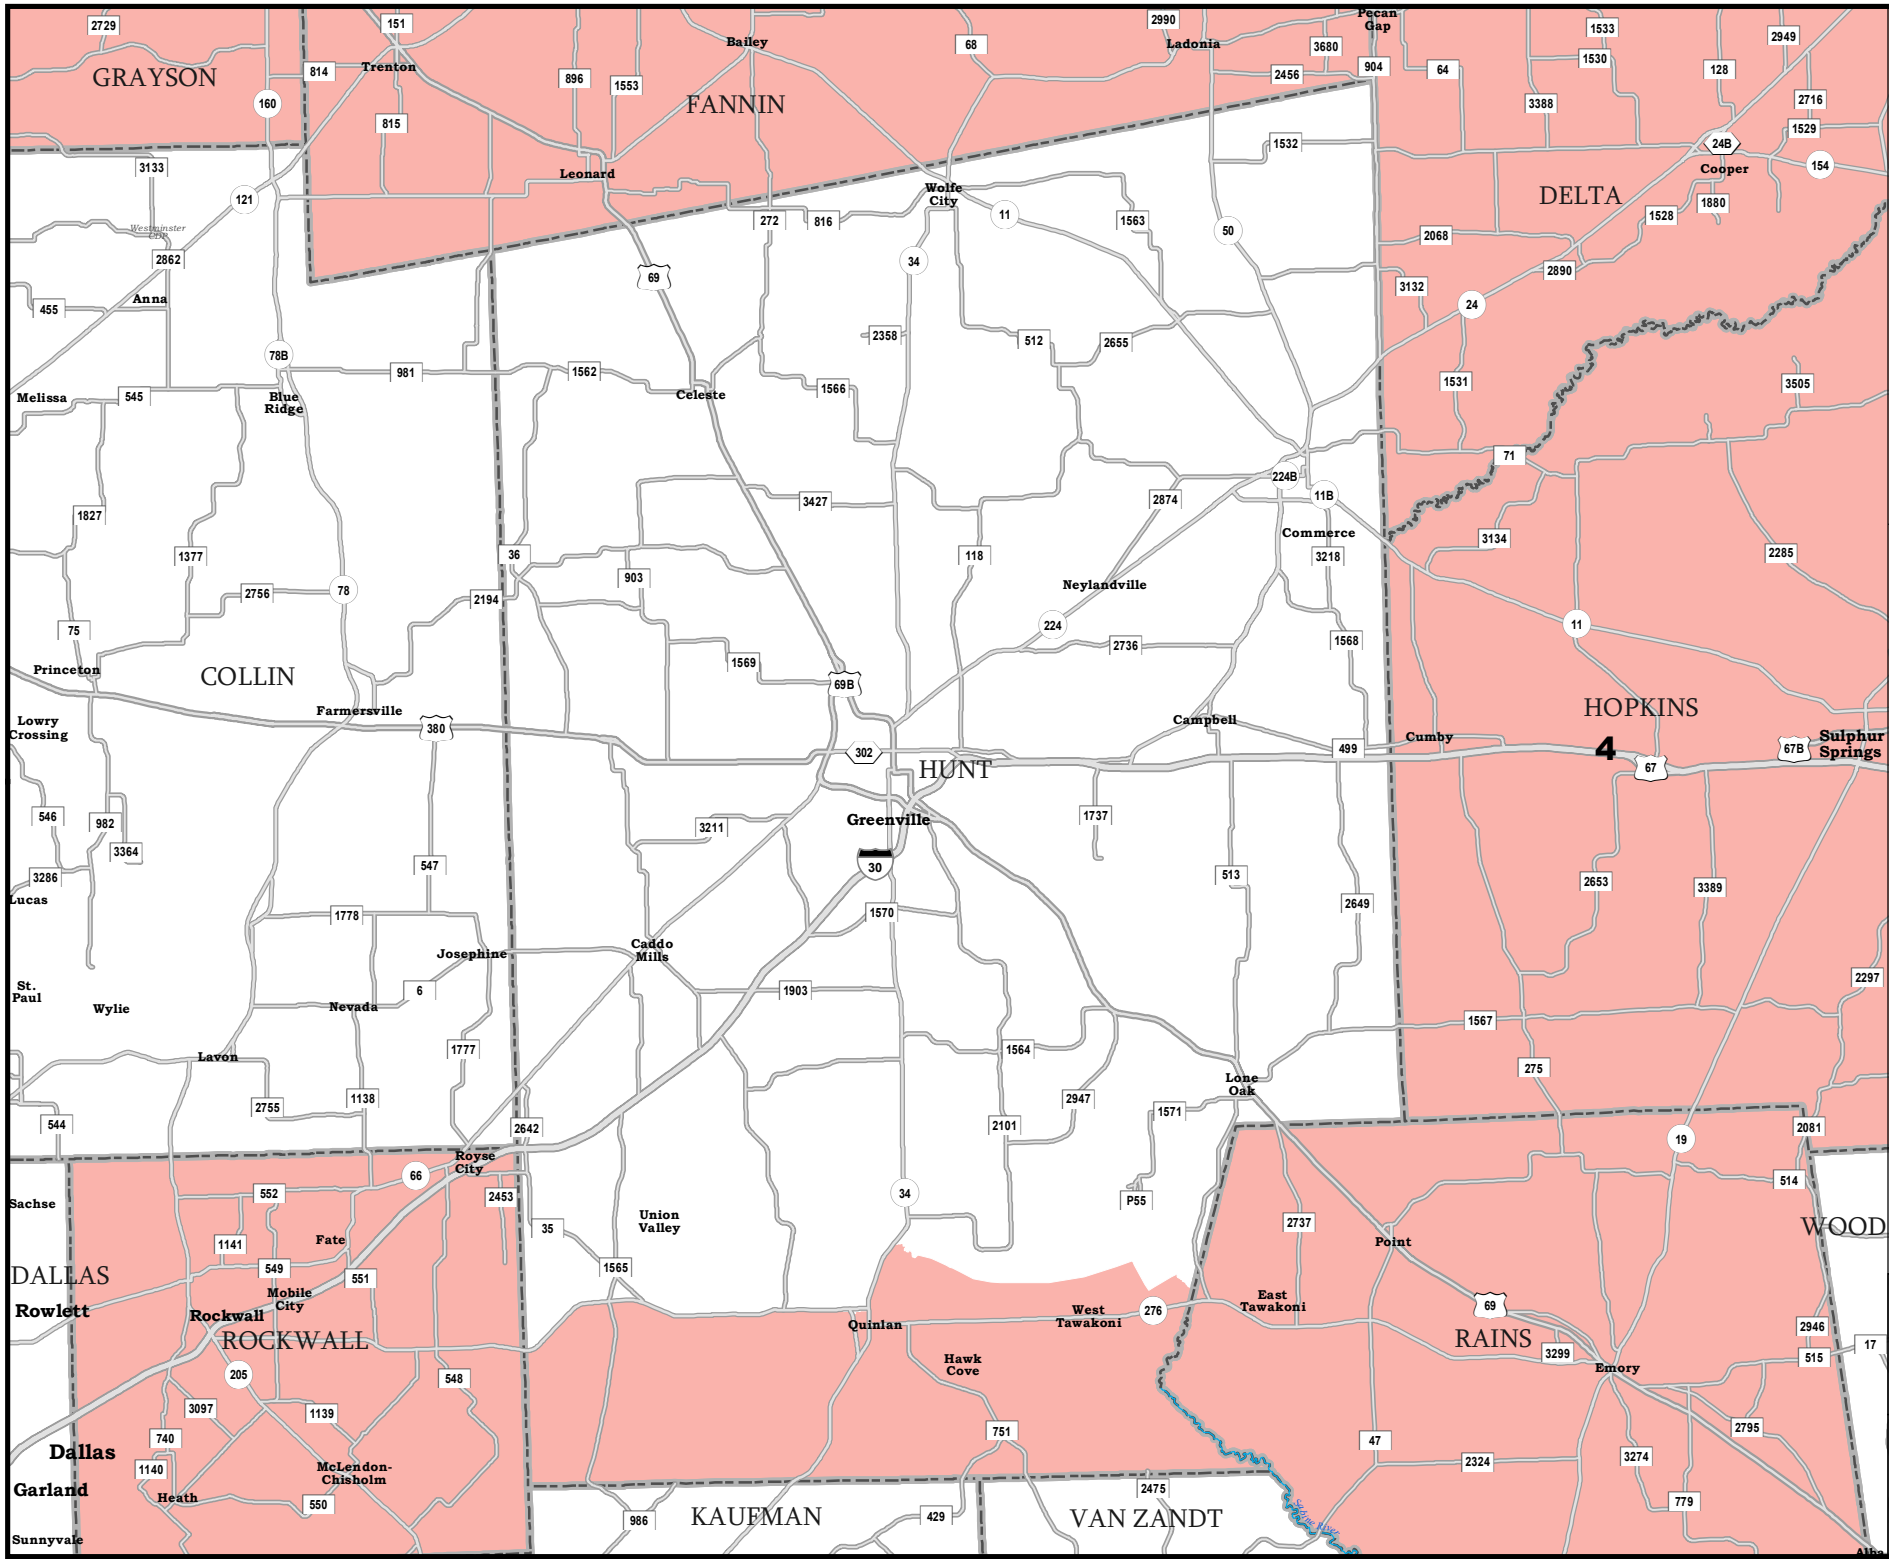 2729
151
2990
Pecan
Gap
1533
2949
Bailey
68
Ladonia
3680
1530
GRAYSON
814
Trenton
896
1553
2456
904
64
128
160
FANNIN
3388
2716
815
1532
24B
1529
3133
Leonard
Cooper
154
121
Wolfe
City
DELTA
1880
Westminster
CDP
272
816
11
1563
50
1528
2068
2862
69
34
2890
3132
455
Anna
24
2358
512
2655
78B
981
1562
1531
3505
Melissa
545
Blue
Ridge
Celeste
1566
71
224B
11B
3427
2874
1827
Commerce
3134
1377
36
118
3218
2285
903
Neylandville
2756
78
2194
224
11
75
1568
2736
Princeton
COLLIN
1569
69B
Farmersville
HOPKINS
Lowry
Crossing
380
Campbell
Cumby
499
4
67B
Sulphur
Springs
302
HUNT
67
546
982
3211
Greenville
1737
3364
547
30
513
3286
2653
3389
Lucas
1778
1570
2649
Josephine
Caddo
Mills
St.
Paul
6
1903
2297
Wylie
Nevada
1567
Lavon
1777
1564
275
2755
1138
Lone
Oak
2947
1571
544
2642
2101
2081
19
Royse
City
66
552
2453
34
P55
514
Sachse
Union
Valley
35
2737
WOOD
1141
Fate
Point
DALLAS
549
551
1565
Rowlett
Mobile
City
Rockwall
276
East
Tawakoni
69
West
Tawakoni
Quinlan
ROCKWALL
RAINS
2946
17
3299
515
Hawk
Cove
Emory
205
548
3097
1139
740
751
47
2795
Dallas
1140
McLendon-
Chisholm
2324
3274
Garland
Heath
550
2475
779
986
KAUFMAN
429
VAN ZANDT
Sabine River
Sunnyvale
Alba